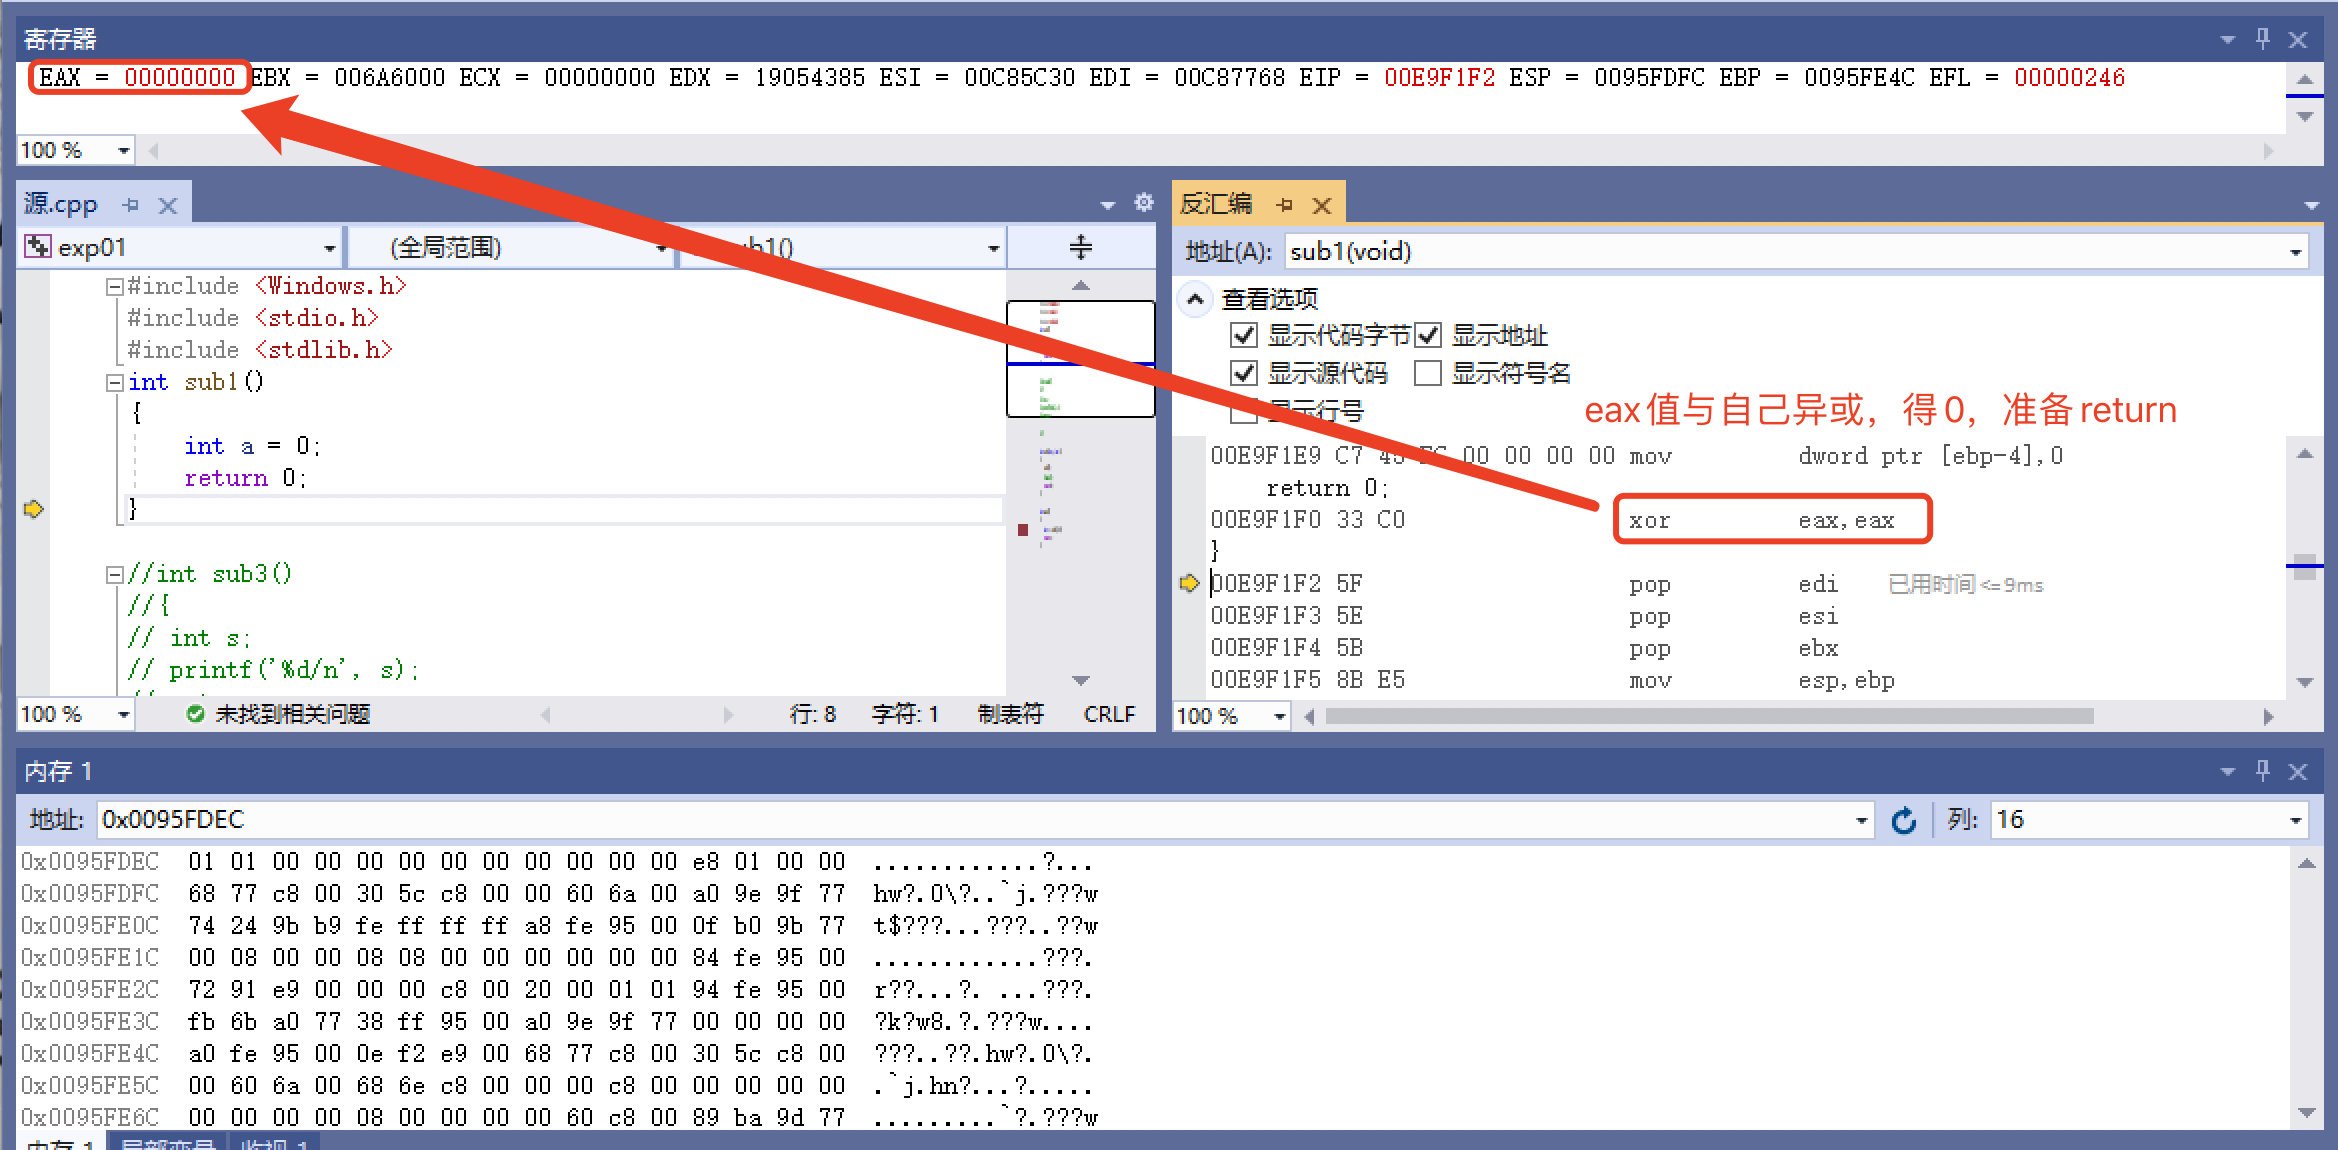 寄存器
EAX = 00000000 EBX = 006A6000 ECX = 00000000 EDX = 19054385 ESI = 00C85C30 EDI = 00C87768 EIP = 00E9F1F2 ESP = 0095FDFC EBP = 0095FE4C EFL = 00000246
100 %
源.cpp
exp01 (全局范围) ub1()
#include <Windows.h>
#include <stdio.h>
#include <stdlib.h>
int sub1()
{
int a = 0;
return 0;
}
//int sub3()
//{
// int s;
// printf('%d/n', s);
100 % 未找到相关问题 行: 8 字符: 1 制表符 CRLF
反汇编
地址(A): sub1(void)
查看选项
显示代码字节 显示地址
显示源代码 显示符号名
显示行号
eax值与自己异或，得0，准备return
00E9F1E9 C7 45 FC 00 00 00 00 mov dword ptr [ebp-4],0
return 0;
00E9F1F0 33 C0 xor eax,eax
}
00E9F1F2 5F pop edi 已用时间<=9ms
00E9F1F3 5E pop esi
00E9F1F4 5B pop ebx
00E9F1F5 8B E5 mov esp,ebp
100 %
内存 1
地址: 0x0095FDEC 列: 16
0x0095FDEC 01 01 00 00 00 00 00 00 00 00 00 00 e8 01 00 00 ............?...
0x0095FDFC 68 77 c8 00 30 5c c8 00 00 60 6a 00 a0 9e 9f 77 hw?.0\?..`j.???w
0x0095FE0C 74 24 9b b9 fe ff ff ff a8 fe 95 00 0f b0 9b 77 t$???...???..??w
0x0095FE1C 00 08 00 00 08 08 00 00 00 00 00 00 84 fe 95 00 ............???.
0x0095FE2C 72 91 e9 00 00 00 c8 00 20 00 01 01 94 fe 95 00 r??...?. ...???.
0x0095FE3C fb 6b a0 77 38 ff 95 00 a0 9e 9f 77 00 00 00 00 ?k?w8.?.???w....
0x0095FE4C a0 fe 95 00 0e f2 e9 00 68 77 c8 00 30 5c c8 00 ???..??.hw?.0\?.
0x0095FE5C 00 60 6a 00 68 6e c8 00 00 00 c8 00 00 00 00 00 .`j.hn?...?.....
0x0095FE6C 00 00 00 00 08 00 00 00 00 60 c8 00 89 ba 9d 77 .........`?.???w
内存 1 局部变量 监视 1